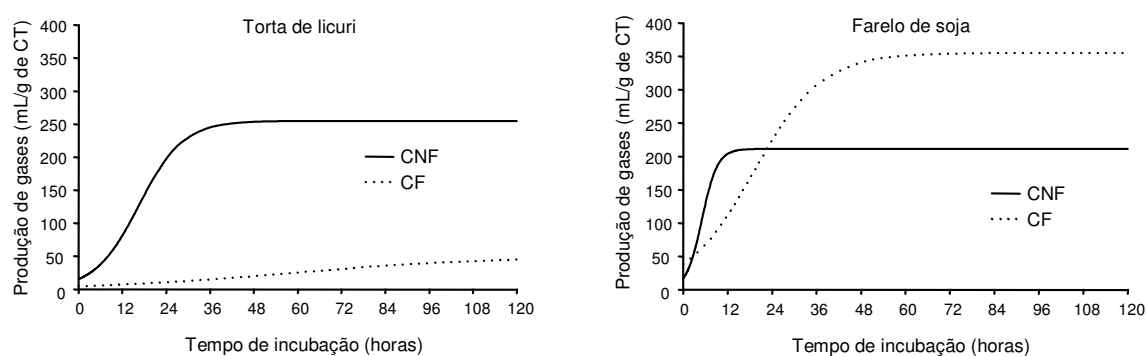 Torta de licuri
Produção de gases (mL/g de CT)
400
350
300
250
200
150
100
50
0
CNF
CF
0 12 24 36 48 60 72 84 96 108 120
Tempo de incubação (horas)
Farelo de soja
Produção de gases (mL/g de CT)
400
350
300
250
200
150
100
50
0
CNF
CF
0 12 24 36 48 60 72 84 96 108 120
Tempo de incubação (horas)